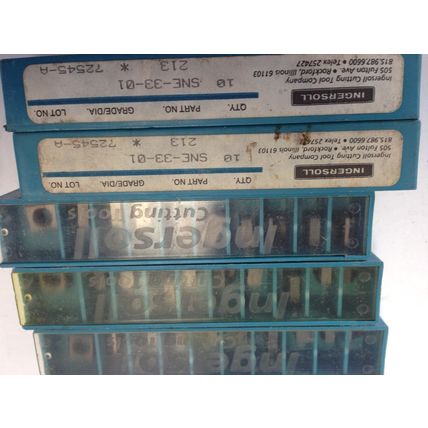 INGERSOLL
Ingersoll Cutting Tool Company
505 Fulton Ave. • Rockford, Illinois 61103
815.987.6600 • Telex 257427
QTY. PART NO. GRADE/DIA. LOT NO.
10 SNE-33-01 213 * 72545-A
INGERSOLL
Ingersoll Cutting Tool Company
505 Fulton Ave. • Rockford, Illinois 61103
815.987.6600 • Telex 257427
QTY. PART NO. GRADE/DIA. LOT NO.
10 SNE-33-01 213 * 72545-A
Ingersoll
Cutting Tools
Inger
Tools
Inge